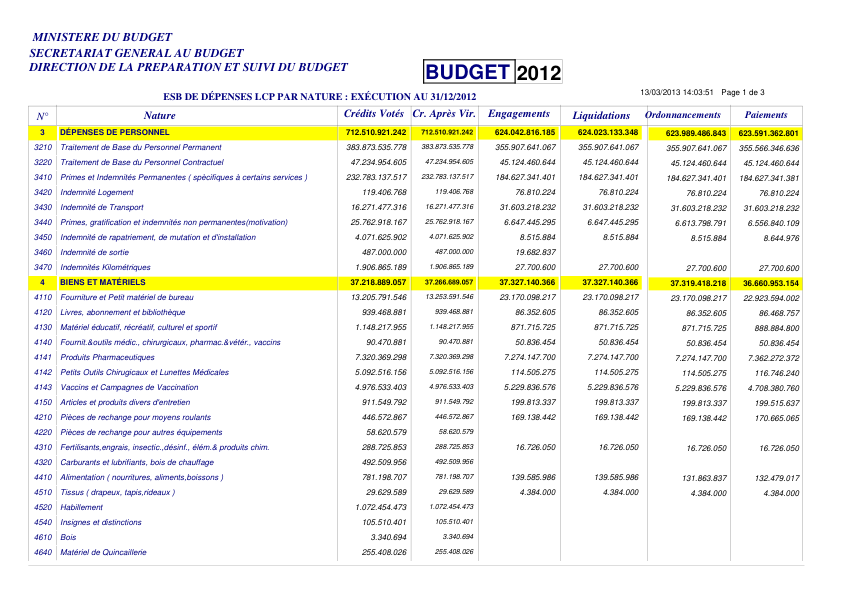 MINISTERE DU BUDGET
SECRETARIAT GENERAL AU BUDGET
DIRECTION DE LA PREPARATION ET SUIVI DU BUDGET
BUDGET 2012
13/03/2013 14:03:51 Page 1 de 3
ESB DE DÉPENSES LCP PAR NATURE : EXÉCUTION AU 31/12/2012
N° Nature Crédits Votés Cr. Après Vir. Engagements Liquidations Ordonnancements Paiements
3 DÉPENSES DE PERSONNEL 712.510.921.242 712.510.921.242 624.042.816.185 624.023.133.348 623.989.486.843 623.591.362.801
3210 Traitement de Base du Personnel Permanent 383.873.535.778 383.873.535.778 355.907.641.067 355.907.641.067 355.907.641.067 355.566.346.636
3220 Traitement de Base du Personnel Contractuel 47.234.954.605 47.234.954.605 45.124.460.644 45.124.460.644 45.124.460.644 45.124.460.644
3410 Primes et Indemnités Permanentes ( spécifiques à certains services ) 232.783.137.517 232.783.137.517 184.627.341.401 184.627.341.401 184.627.341.401 184.627.341.381
3420 Indemnité Logement 119.406.768 119.406.768 76.810.224 76.810.224 76.810.224 76.810.224
3430 Indemnité de Transport 16.271.477.316 16.271.477.316 31.603.218.232 31.603.218.232 31.603.218.232 31.603.218.232
3440 Primes, gratification et indemnités non permanentes(motivation) 25.762.918.167 25.762.918.167 6.647.445.295 6.647.445.295 6.613.798.791 6.556.840.109
3450 Indemnité de rapatriement, de mutation et d'installation 4.071.625.902 4.071.625.902 8.515.884 8.515.884 8.515.884 8.644.976
3460 Indemnité de sortie 487.000.000 487.000.000 19.682.837
3470 Indemnités Kilométriques 1.906.865.189 1.906.865.189 27.700.600 27.700.600 27.700.600 27.700.600
4 BIENS ET MATÉRIELS 37.218.889.057 37.266.689.057 37.327.140.366 37.327.140.366 37.319.418.218 36.660.953.154
4110 Fourniture et Petit matériel de bureau 13.205.791.546 13.253.591.546 23.170.098.217 23.170.098.217 23.170.098.217 22.923.594.002
4120 Livres, abonnement et bibliothèque 939.468.881 939.468.881 86.352.605 86.352.605 86.352.605 86.468.757
4130 Matériel éducatif, récréatif, culturel et sportif 1.148.217.955 1.148.217.955 871.715.725 871.715.725 871.715.725 888.884.800
4140 Fournit.&outils médic., chirurgicaux, pharmac.&vétér., vaccins 90.470.881 90.470.881 50.836.454 50.836.454 50.836.454 50.836.454
4141 Produits Pharmaceutiques 7.320.369.298 7.320.369.298 7.274.147.700 7.274.147.700 7.274.147.700 7.362.272.372
4142 Petits Outils Chirugicaux et Lunettes Médicales 5.092.516.156 5.092.516.156 114.505.275 114.505.275 114.505.275 116.746.240
4143 Vaccins et Campagnes de Vaccination 4.976.533.403 4.976.533.403 5.229.836.576 5.229.836.576 5.229.836.576 4.708.380.760
4150 Articles et produits divers d'entretien 911.549.792 911.549.792 199.813.337 199.813.337 199.813.337 199.515.637
4210 Pièces de rechange pour moyens roulants 446.572.867 446.572.867 169.138.442 169.138.442 169.138.442 170.665.065
4220 Pièces de rechange pour autres équipements 58.620.579 58.620.579
4310 Fertilisants,engrais, insectic.,désinf., élém.& produits chim. 288.725.853 288.725.853 16.726.050 16.726.050 16.726.050 16.726.050
4320 Carburants et lubrifiants, bois de chauffage 492.509.956 492.509.956
4410 Alimentation ( nourritures, aliments,boissons ) 781.198.707 781.198.707 139.585.986 139.585.986 131.863.837 132.479.017
4510 Tissus ( drapeux, tapis,rideaux ) 29.629.589 29.629.589 4.384.000 4.384.000 4.384.000 4.384.000
4520 Habillement 1.072.454.473 1.072.454.473
4540 Insignes et distinctions 105.510.401 105.510.401
4610 Bois 3.340.694 3.340.694
4640 Matériel de Quincaillerie 255.408.026 255.408.026